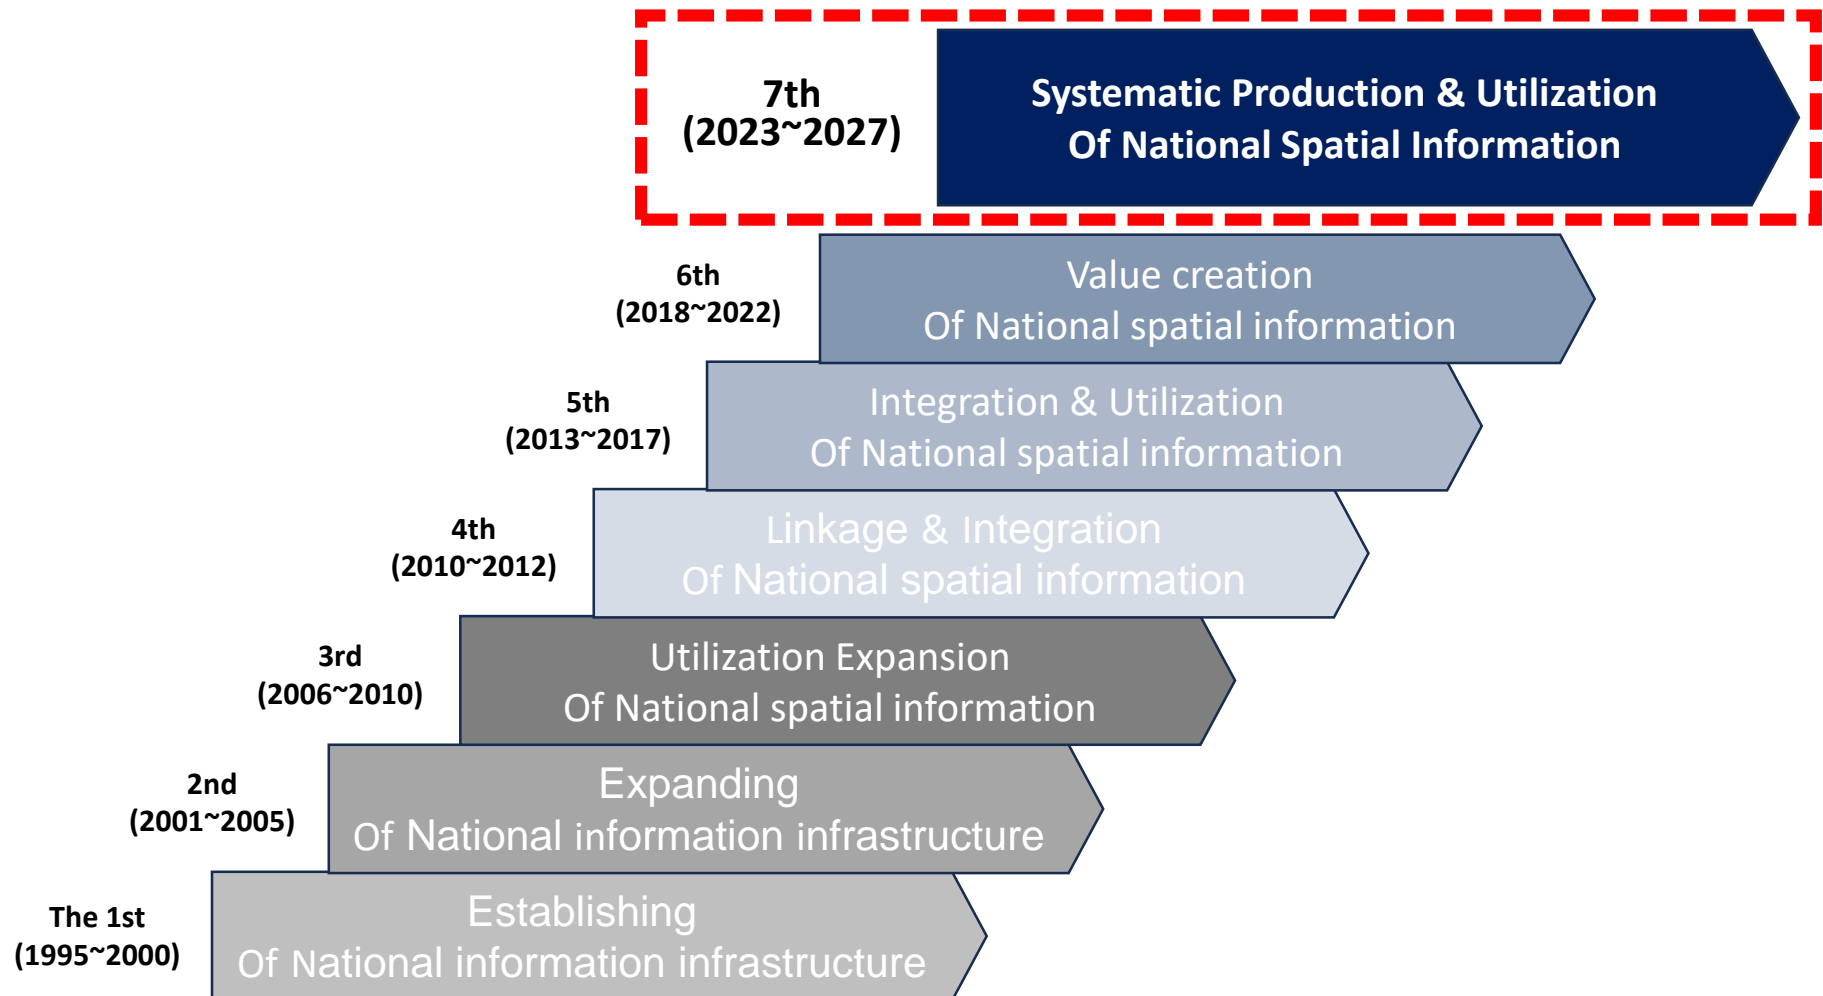 7th
(2023~2027)
Systematic Production & Utilization
Of National Spatial Information
6th
(2018~2022)
Value creation
Of National spatial information
5th
(2013~2017)
Integration & Utilization
Of National spatial information
4th
(2010~2012)
Linkage & Integration
Of National spatial information
3rd
(2006~2010)
Utilization Expansion
Of National spatial information
2nd
(2001~2005)
Expanding
Of National information infrastructure
The 1st
(1995~2000)
Establishing
Of National information infrastructure